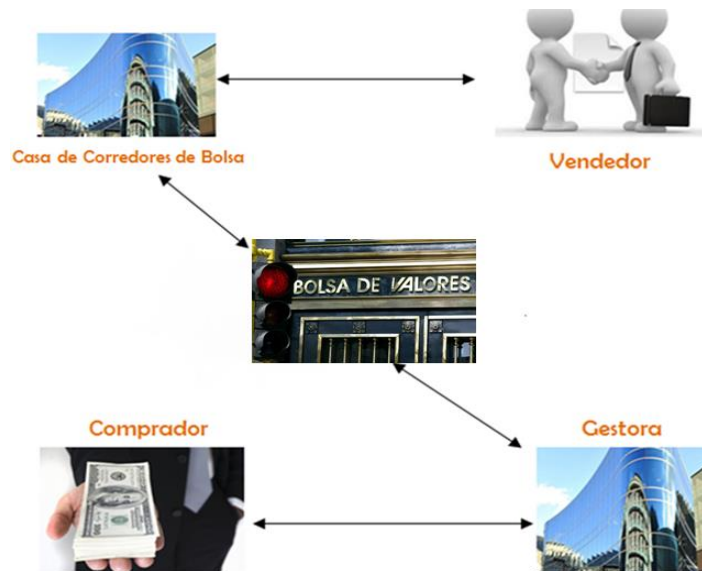 Casa de Corredores de Bolsa
Vendedor
BOLSA DE VALORES
Comprador
Gestora